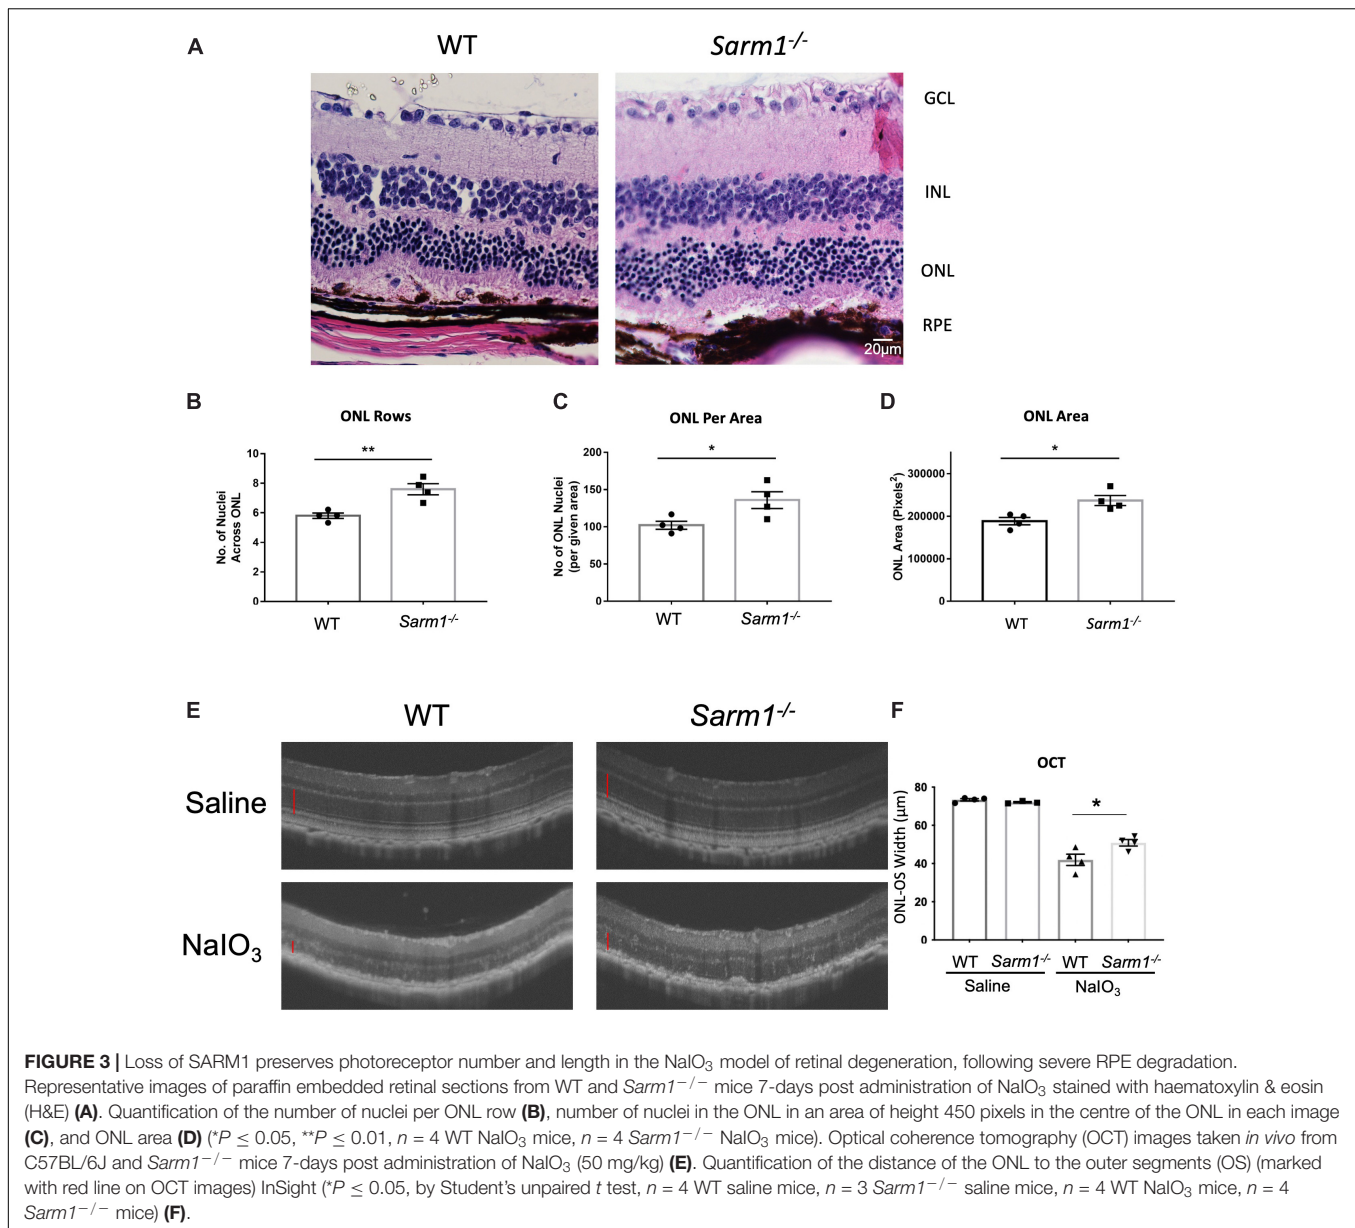 A
WT
Sarm1-/-
GCL
INL
ONL
RPE
20µm
B
ONL Rows
No. of Nuclei
Across ONL
**
10
8
6
4
2
0
WT
Sarm1-/-
C
ONL Per Area
No of ONL Nuclei
(per given area)
*
200
150
100
50
0
WT
Sarm1-/-
D
ONL Area
ONL Area (Pixels²)
*
300000
200000
100000
0
WT
Sarm1-/-
E
WT
Sarm1-/-
Saline
NaIO₃
F
OCT
ONL-OS Width (µm)
*
80
60
40
20
0
WT
Sarm1-/-
WT
Sarm1-/-
Saline
NaIO₃
FIGURE 3 | Loss of SARM1 preserves photoreceptor number and length in the NaIO₃ model of retinal degeneration, following severe RPE degradation.
Representative images of paraffin embedded retinal sections from WT and Sarm1−/− mice 7-days post administration of NaIO₃ stained with haematoxylin & eosin
(H&E) (A). Quantification of the number of nuclei per ONL row (B), number of nuclei in the ONL in an area of height 450 pixels in the centre of the ONL in each image
(C), and ONL area (D) (*P ≤ 0.05, **P ≤ 0.01, n = 4 WT NaIO₃ mice, n = 4 Sarm1−/− NaIO₃ mice). Optical coherence tomography (OCT) images taken in vivo from
C57BL/6J and Sarm1−/− mice 7-days post administration of NaIO₃ (50 mg/kg) (E). Quantification of the distance of the ONL to the outer segments (OS) (marked
with red line on OCT images) InSight (*P ≤ 0.05, by Student's unpaired t test, n = 4 WT saline mice, n = 3 Sarm1−/− saline mice, n = 4 WT NaIO₃ mice, n = 4
Sarm1−/− mice) (F).